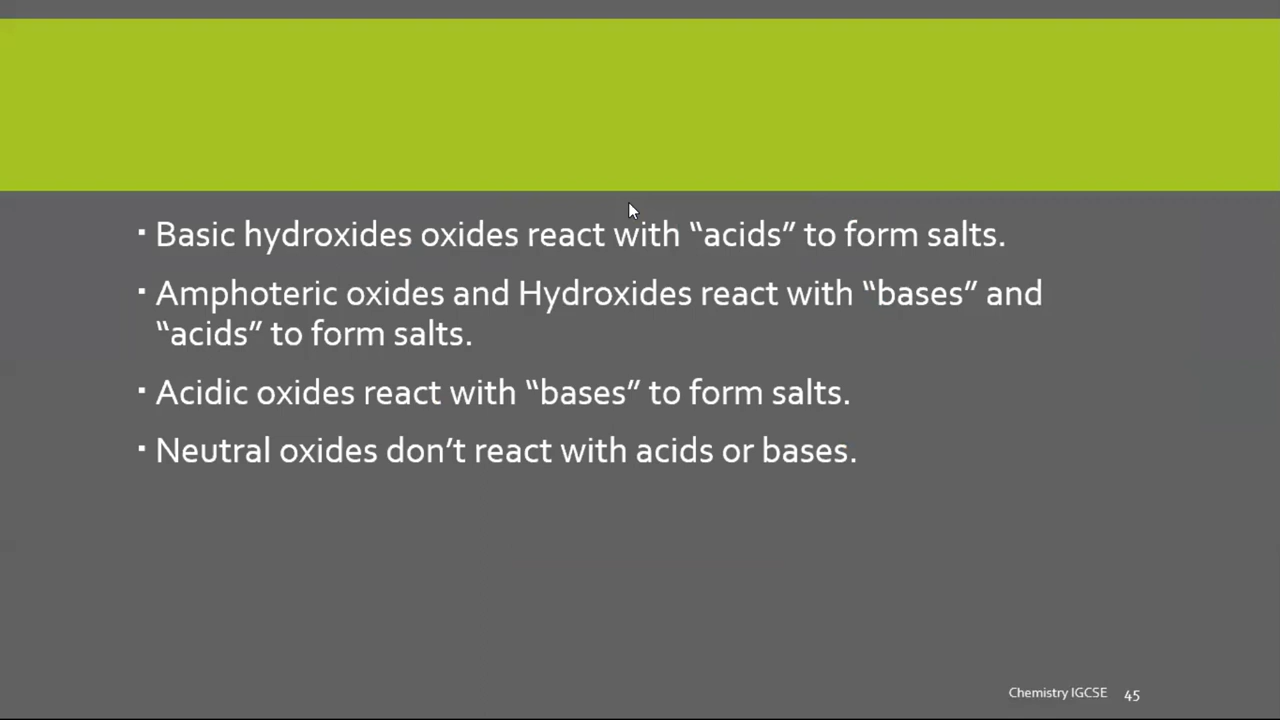 ▪ Basic hydroxides oxides react with “acids” to form salts.
▪ Amphoteric oxides and Hydroxides react with “bases” and
“acids” to form salts.
▪ Acidic oxides react with “bases” to form salts.
▪ Neutral oxides don’t react with acids or bases.
Chemistry IGCSE 45